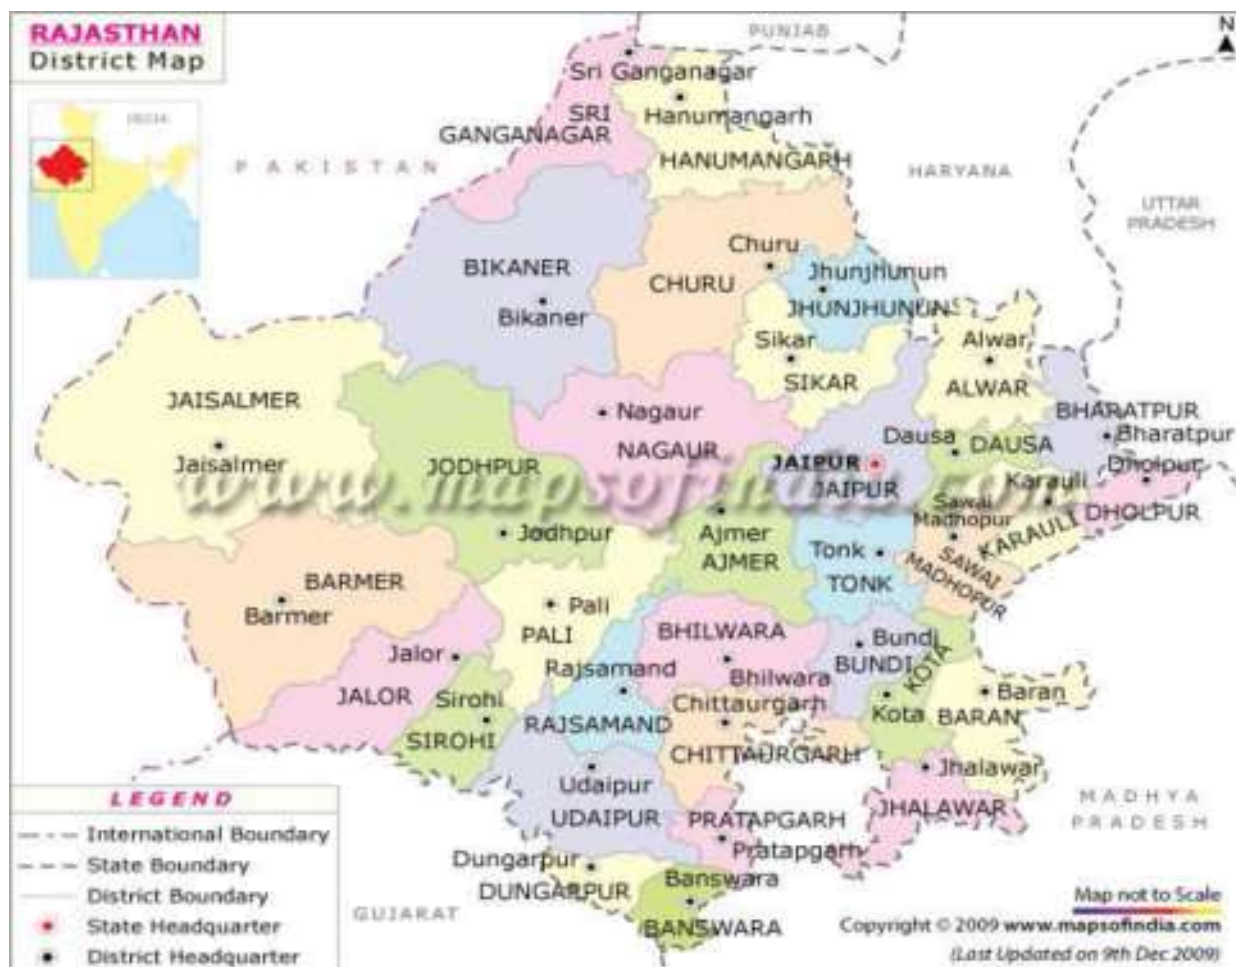 RAJASTHAN
District Map
INDIA
PUNJAB
N
Sri Ganganagar
SRI
GANGANAGAR
Hanumangarh
HANUMANGARH
PAKISTAN
HARYANA
UTTAR
PRADESH
Churu
CHURU
BIKANER
Bikaner
Jhunjhunun
JHUNJHUNUN
Sikar
SIKAR
Alwar
ALWAR
JAISALMER
Jaisalmer
Nagaur
NAGAUR
BHARATPUR
Bharatpur
Dausa
DAUSA
JODHPUR
Jodhpur
JAIPUR
JAIPUR
www.mapsofindia.com
Karauli
KARAULI
Dholpur
DHOLPUR
Sawai
Madhopur
SAWAI
MADHOPUR
Ajmer
AJMER
Tonk
TONK
BARMER
Barmer
Pali
PALI
BHILWARA
Bhilwara
Bundi
BUNDI
Jalor
JALOR
Rajsamand
RAJSAMAND
KOTA
Kota
Baran
BARAN
Sirohi
SIROHI
Chittaurgarh
CHITTAURGARH
Udaipur
UDAIPUR
Jhalawar
JHALAWAR
MADHYA
PRADESH
PRATAPGARH
Pratapgarh
Dungarpur
DUNGARPUR
Banswara
BANSWARA
GUJARAT
LEGEND
International Boundary
State Boundary
District Boundary
State Headquarter
District Headquarter
Map not to Scale
Copyright © 2009 www.mapsofindia.com
(Last Updated on 9th Dec 2009)